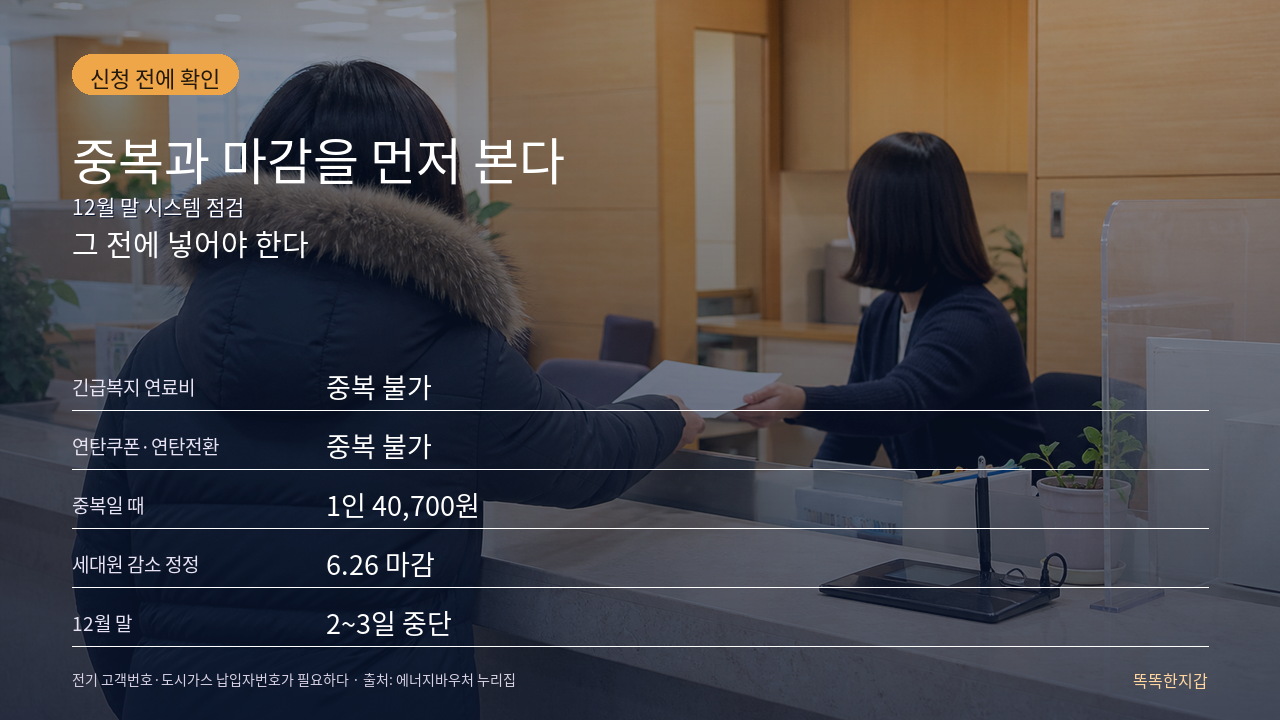 신청 전에 확인
중복과 마감을 먼저 본다
12월 말 시스템 점검
그 전에 넣어야 한다
긴급복지 연료비 중복 불가
연탄쿠폰·연탄전환 중복 불가
중복일 때 1인 40,700원
세대원 감소 정정 6.26 마감
12월 말 2~3일 중단
전기 고객번호·도시가스 납입자번호가 필요하다 · 출처: 에너지바우처 누리집
똑똑한지갑